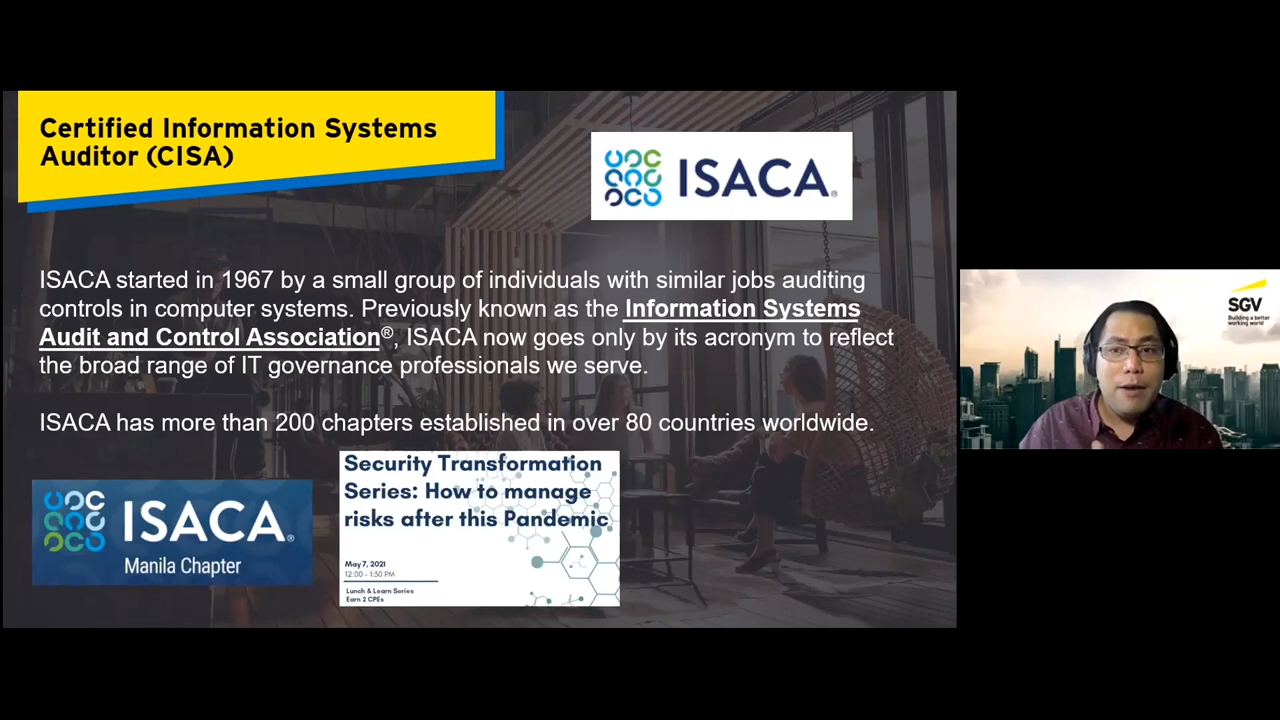 Certified Information Systems
Auditor (CISA)
ISACA®
ISACA started in 1967 by a small group of individuals with similar jobs auditing
controls in computer systems. Previously known as the Information Systems
Audit and Control Association®, ISACA now goes only by its acronym to reflect
the broad range of IT governance professionals we serve.
ISACA has more than 200 chapters established in over 80 countries worldwide.
ISACA®
Manila Chapter
Security Transformation
Series: How to manage
risks after this Pandemic
May 7, 2021
12:00 - 1:30 PM
Lunch & Learn Series
Earn 2 CPEs
SGV
Building a better
working world